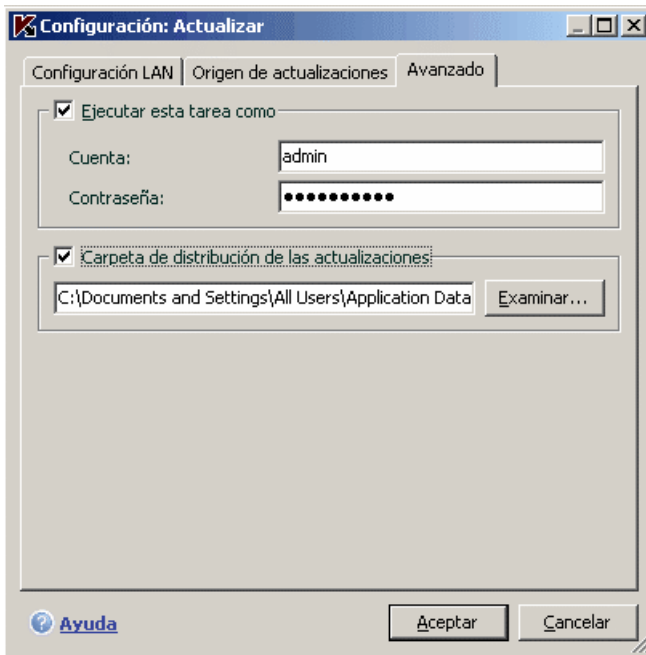 Configuración: Actualizar
Configuración LAN Origen de actualizaciones Avanzado
Ejecutar esta tarea como
Cuenta: admin
Contraseña: ●●●●●●●●●●
Carpeta de distribución de las actualizaciones
C:\Documents and Settings\All Users\Application Data Examinar...
Ayuda Aceptar Cancelar